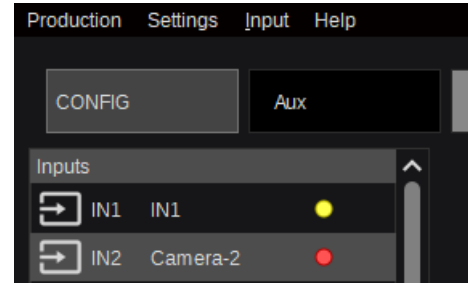 Production Settings Input Help
CONFIG Aux
Inputs
IN1 IN1
IN2 Camera-2